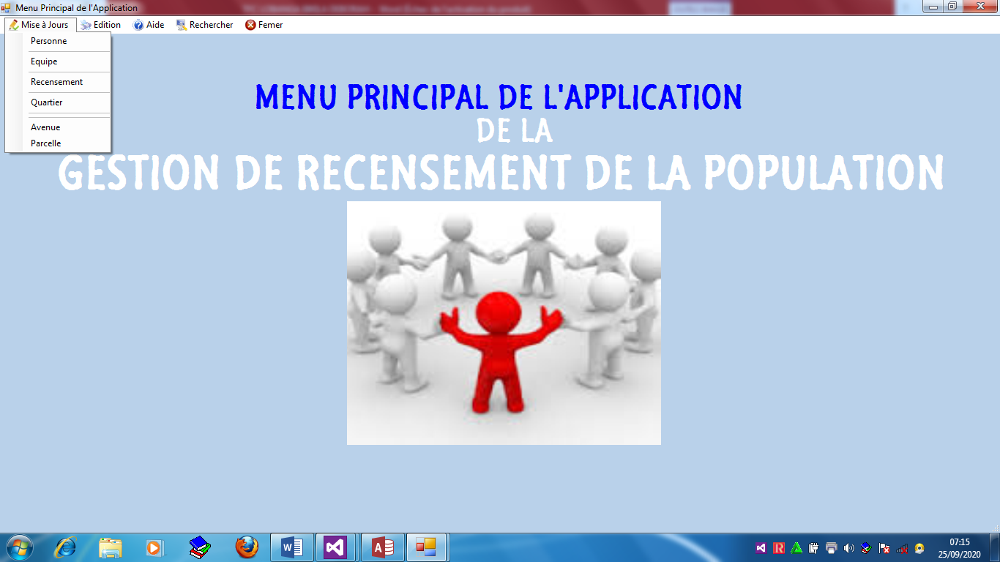 Menu Principal de l'Application
Mise à Jours Edition Aide Rechercher Femer
Personne
Equipe
Recensement
Quartier
Avenue
Parcelle
MENU PRINCIPAL DE L'APPLICATION
DE LA
GESTION DE RECENSEMENT DE LA POPULATION
07:15
25/09/2020